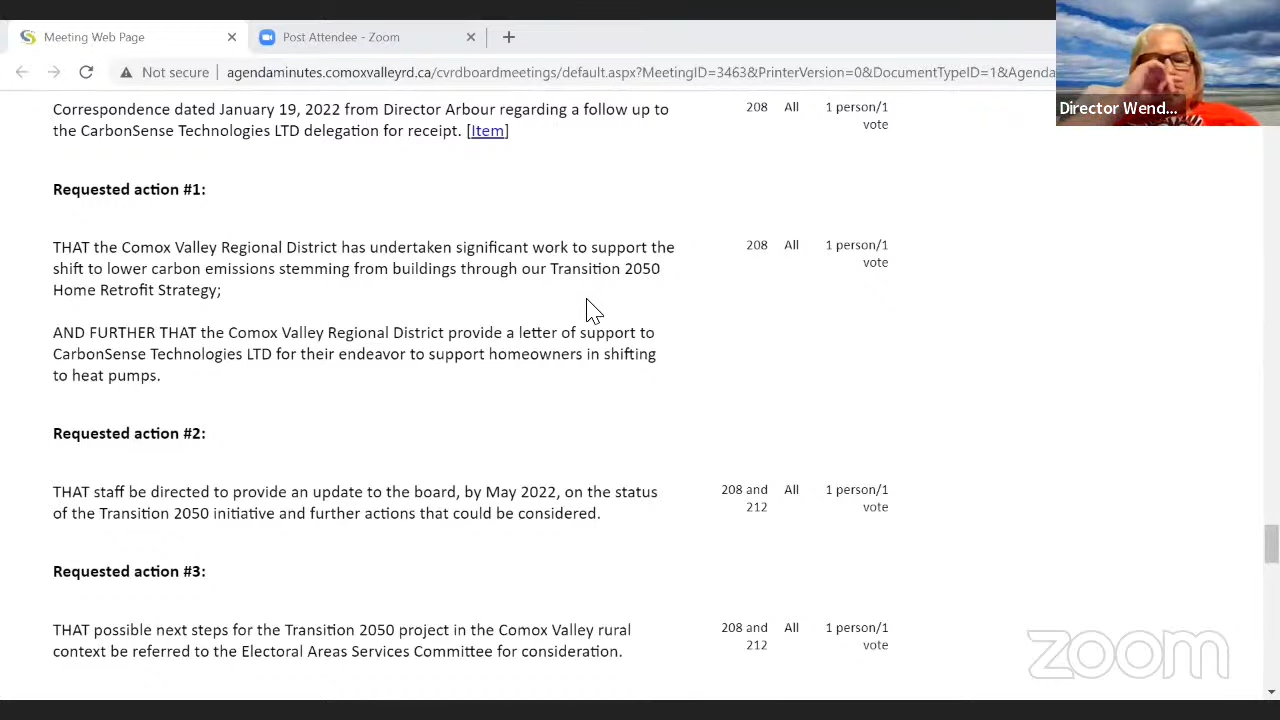 Meeting Web Page
Post Attendee - Zoom
Not secure
agendaminutes.comoxvalleyrd.ca/cvrdboardmeetings/default.aspx?MeetingID=3463&PrinterVersion=0&DocumentTypeID=1&Agenda
Director Wend...
Correspondence dated January 19, 2022 from Director Arbour regarding a follow up to 208 All 1 person/1
the CarbonSense Technologies LTD delegation for receipt. [Item] vote
Requested action #1:
THAT the Comox Valley Regional District has undertaken significant work to support the 208 All 1 person/1
shift to lower carbon emissions stemming from buildings through our Transition 2050 vote
Home Retrofit Strategy;
AND FURTHER THAT the Comox Valley Regional District provide a letter of support to
CarbonSense Technologies LTD for their endeavor to support homeowners in shifting
to heat pumps.
Requested action #2:
THAT staff be directed to provide an update to the board, by May 2022, on the status 208 and All 1 person/1
of the Transition 2050 initiative and further actions that could be considered. 212 vote
Requested action #3:
THAT possible next steps for the Transition 2050 project in the Comox Valley rural 208 and All 1 person/1
context be referred to the Electoral Areas Services Committee for consideration. 212 vote
zoom